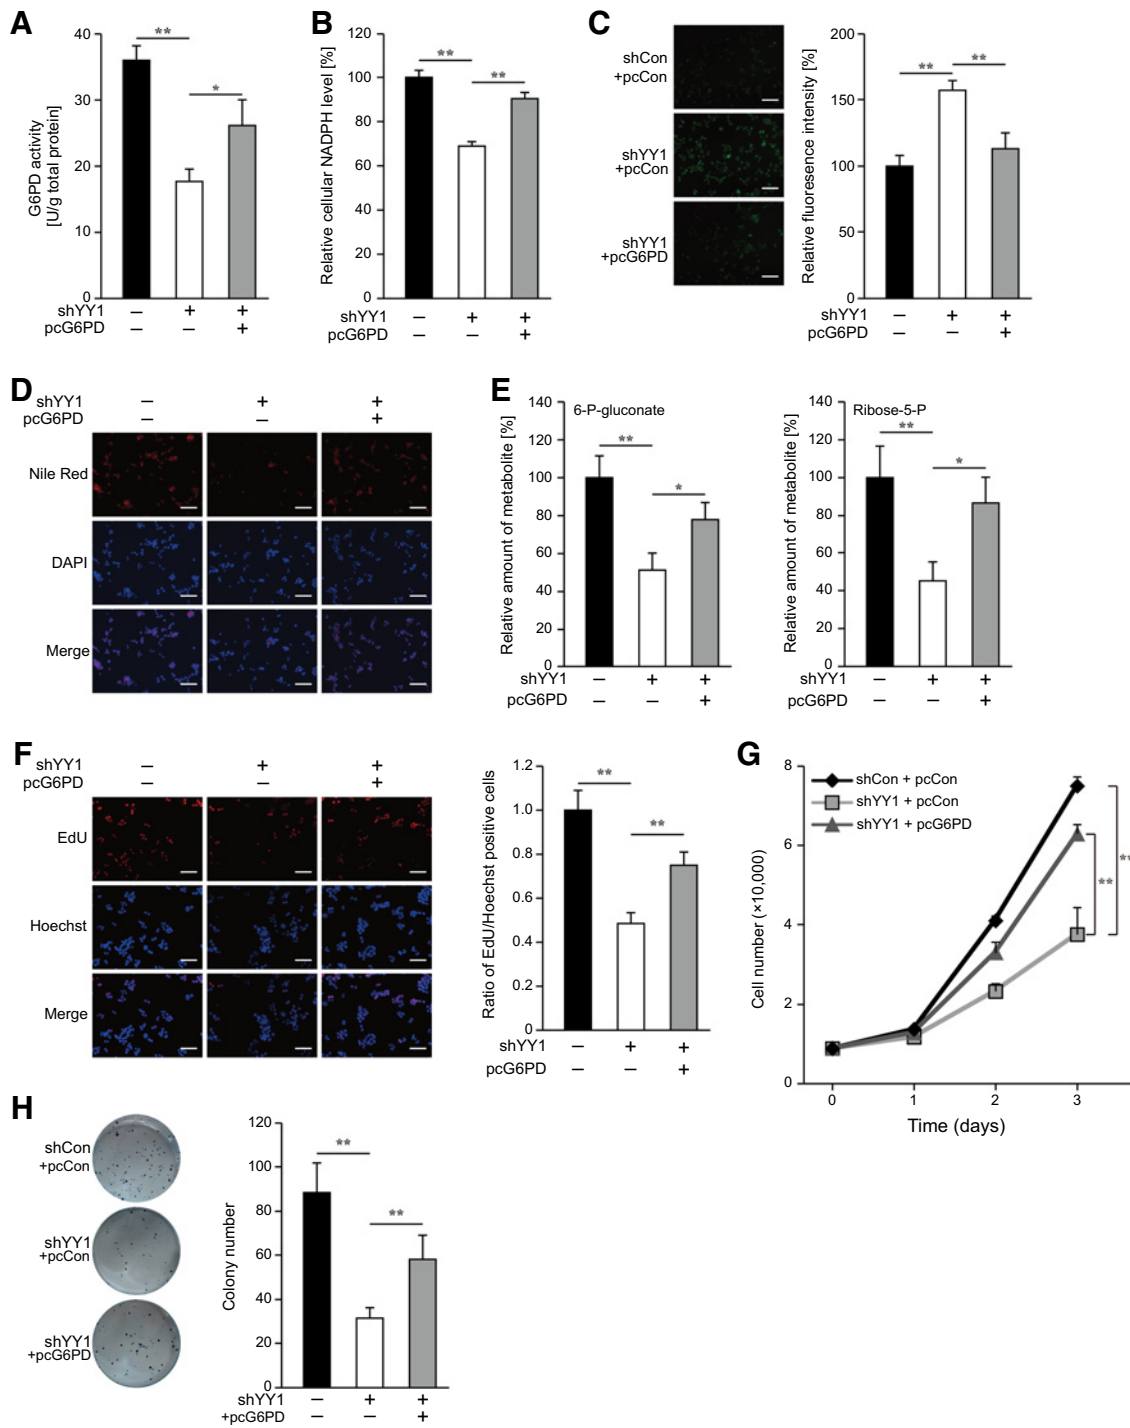 A
G6PD activity
[U/g total protein]
40
30
20
10
0
**
*
shYY1 – + +
pcG6PD – – +
B
Relative cellular NADPH level [%]
120
100
80
60
40
20
0
**
**
shYY1 – + +
pcG6PD – – +
C
shCon
+pcCon
shYY1
+pcCon
shYY1
+pcG6PD
Relative fluoresence intensity [%]
200
150
100
50
0
**
**
shYY1 – + +
pcG6PD – – +
D
shYY1 – + +
pcG6PD – – +
Nile Red
DAPI
Merge
E
Relative amount of metabolite [%]
140
120
100
80
60
40
20
0
6-P-gluconate
**
*
shYY1 – + +
pcG6PD – – +
Relative amount of metabolite [%]
140
120
100
80
60
40
20
0
Ribose-5-P
**
*
shYY1 – + +
pcG6PD – – +
F
shYY1 – + +
pcG6PD – – +
EdU
Hoechst
Merge
Ratio of EdU/Hoechst positive cells
1.2
1.0
0.8
0.6
0.4
0.2
0
**
**
shYY1 – + +
pcG6PD – – +
G
Cell number (×10,000)
8
6
4
2
0
shCon + pcCon
shYY1 + pcCon
shYY1 + pcG6PD
**
**
0 1 2 3
Time (days)
H
shCon
+pcCon
shYY1
+pcCon
shYY1
+pcG6PD
Colony number
120
100
80
60
40
20
0
**
**
shYY1 – + +
+pcG6PD – – +